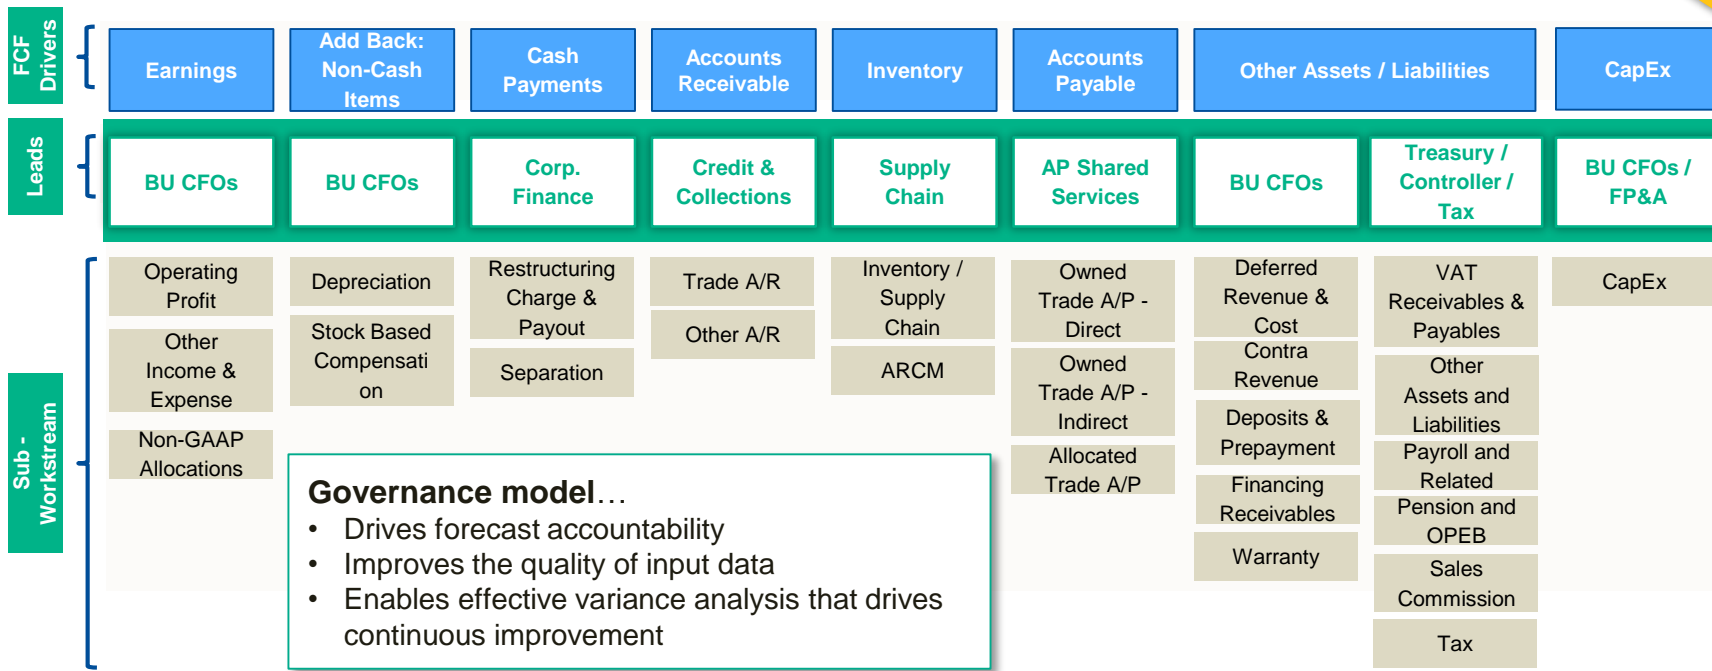 FCF
Drivers
Earnings
Add Back:
Non-Cash
Items
Cash
Payments
Accounts
Receivable
Inventory
Accounts
Payable
Other Assets / Liabilities
CapEx
Leads
BU CFOs
BU CFOs
Corp.
Finance
Credit &
Collections
Supply
Chain
AP Shared
Services
BU CFOs
Treasury /
Controller /
Tax
BU CFOs /
FP&A
Sub -
Workstream
Operating
Profit
Other
Income &
Expense
Non-GAAP
Allocations
Depreciation
Stock Based
Compensati
on
Restructuring
Charge &
Payout
Separation
Trade A/R
Other A/R
Inventory /
Supply
Chain
ARCM
Owned
Trade A/P -
Direct
Owned
Trade A/P -
Indirect
Allocated
Trade A/P
Deferred
Revenue &
Cost
Contra
Revenue
Deposits &
Prepayment
Financing
Receivables
Warranty
VAT
Receivables &
Payables
Other
Assets and
Liabilities
Payroll and
Related
Pension and
OPEB
Sales
Commission
Tax
CapEx
Governance model…
• Drives forecast accountability
• Improves the quality of input data
• Enables effective variance analysis that drives
continuous improvement